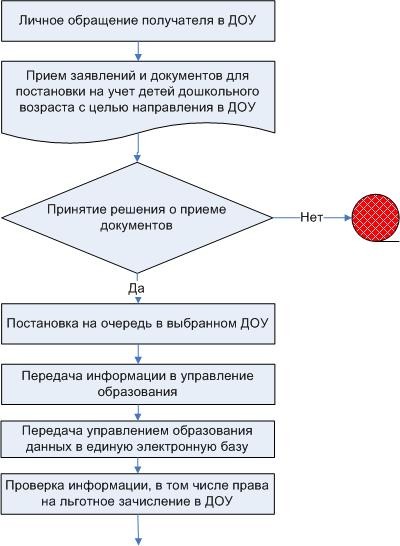 Личное обращение получателя в ДОУ
Прием заявлений и документов для
постановки на учет детей дошкольного
возраста с целью направления в ДОУ
Принятие решения о приеме
документов
Нет
Да
Постановка на очередь в выбранном ДОУ
Передача информации в управление
образования
Передача управлением образования
данных в единую электронную базу
Проверка информации, в том числе права
на льготное зачисление в ДОУ